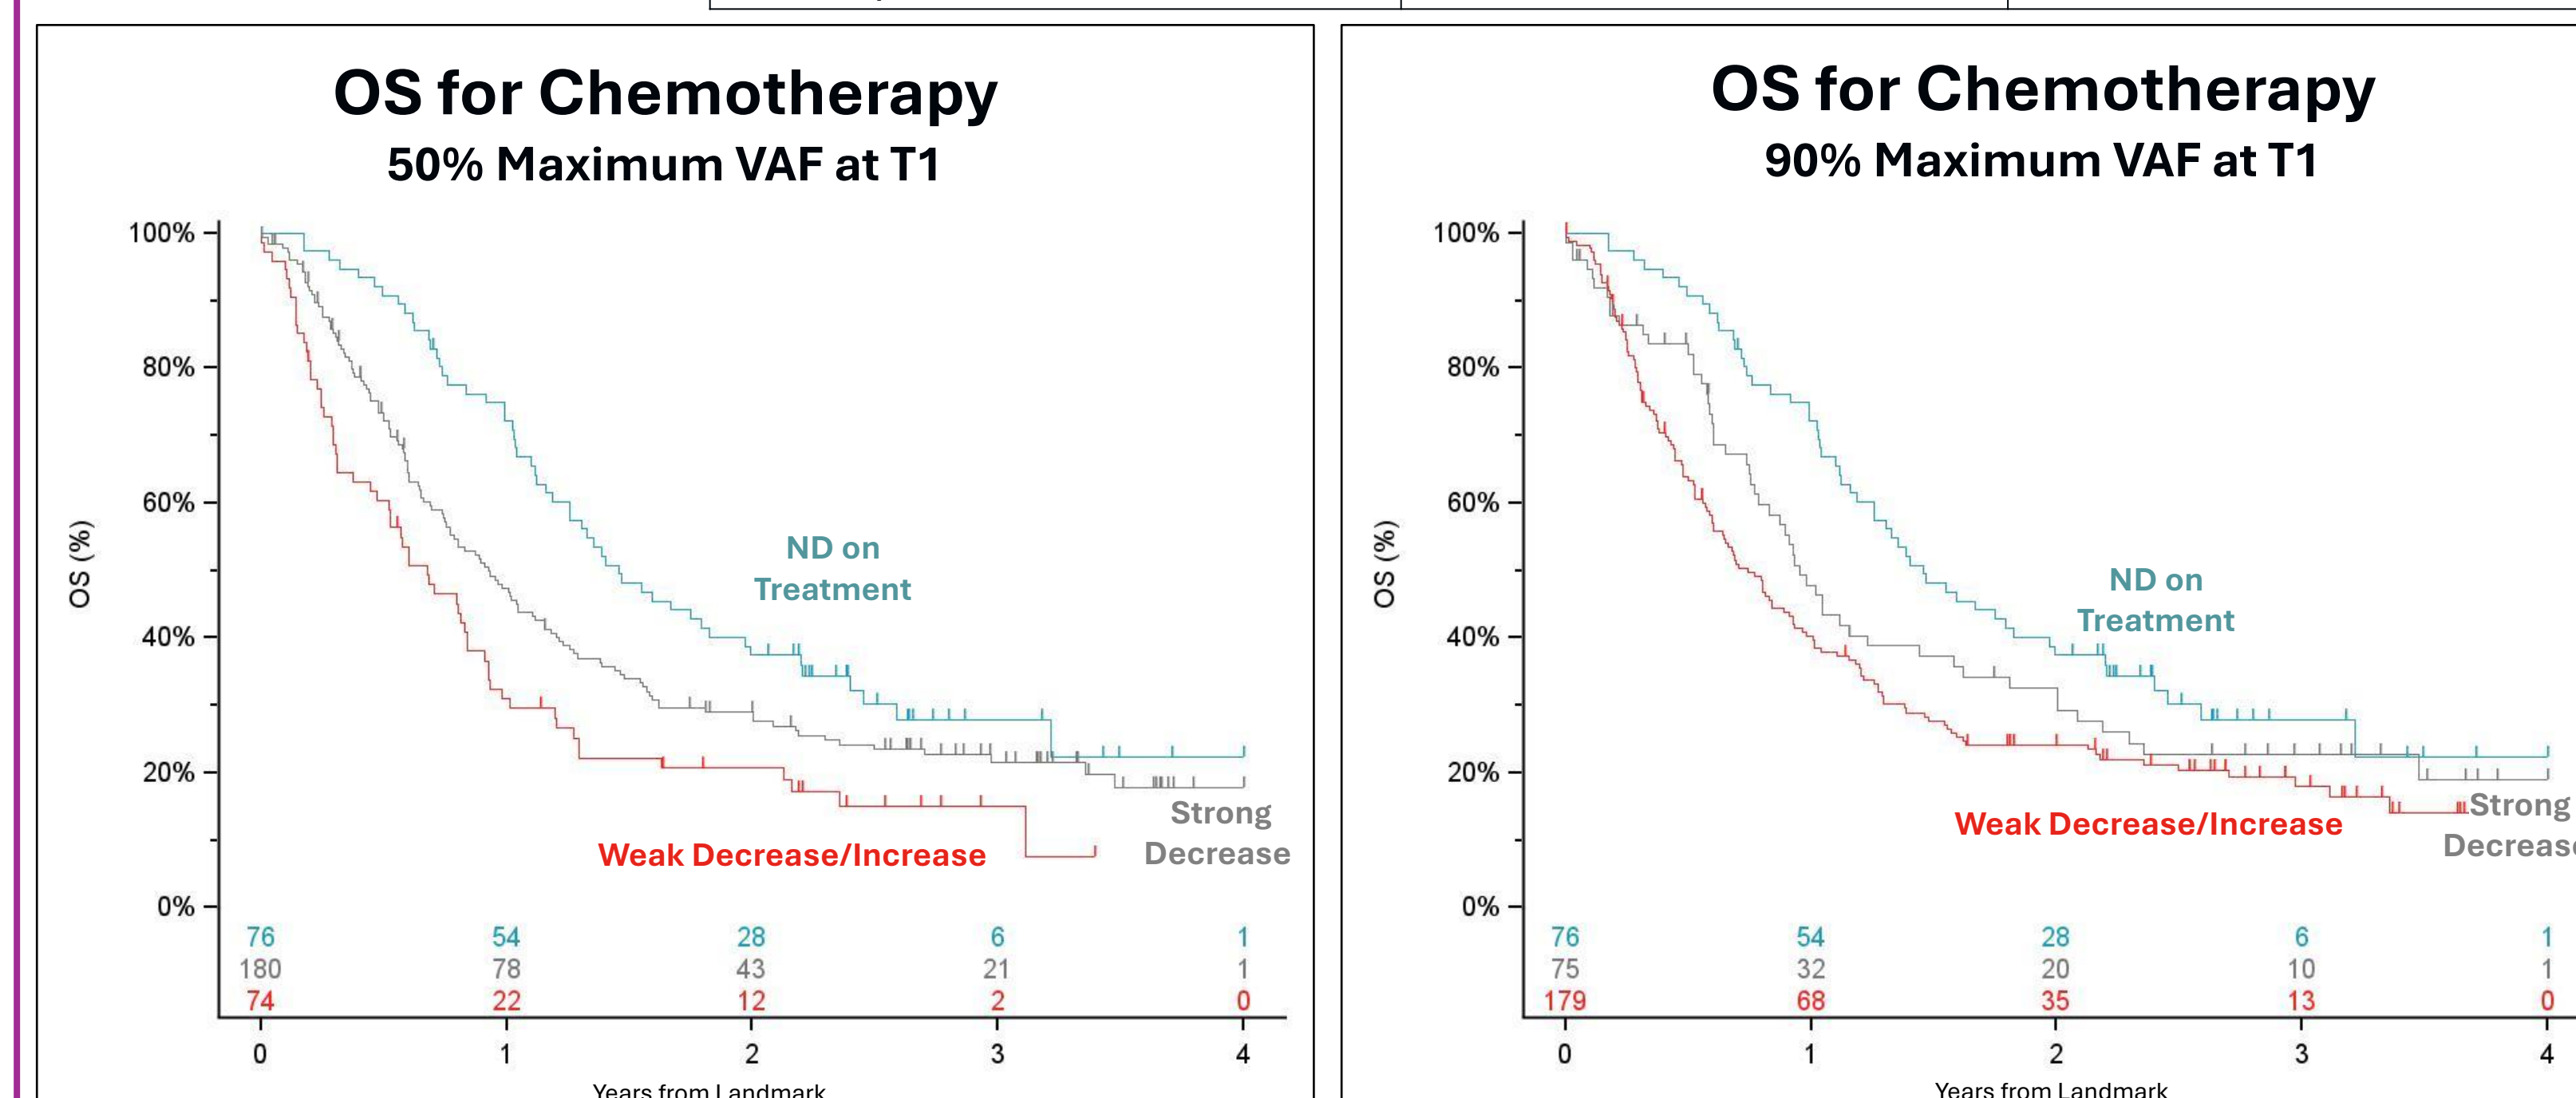 OS for Chemotherapy
50% Maximum VAF at T1
100%
80%
60%
40%
20%
0%
OS (%)
ND on
Treatment
Weak Decrease/Increase
Strong
Decrease
76 54 28 6 1
180 78 43 21 1
74 22 12 2 0
0 1 2 3 4
Years from Landmark
OS for Chemotherapy
90% Maximum VAF at T1
100%
80%
60%
40%
20%
0%
OS (%)
ND on
Treatment
Weak Decrease/Increase
Strong
Decrease
76 54 28 6 1
75 32 20 10 1
179 68 35 13 0
0 1 2 3 4
Years from Landmark